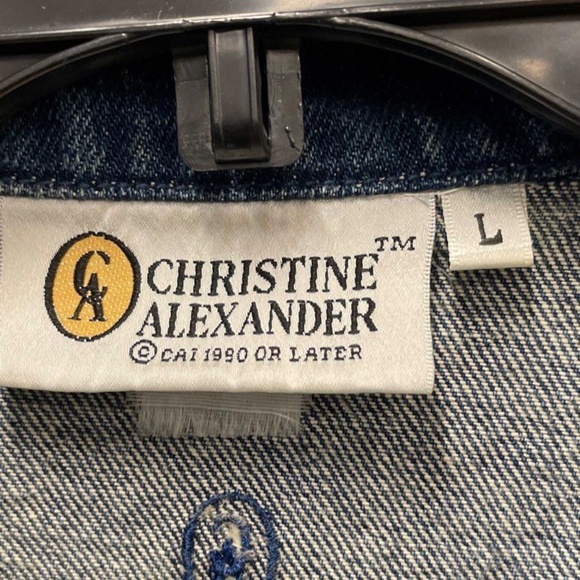 CA
CHRISTINE™
ALEXANDER
© CAI 1990 OR LATER
L